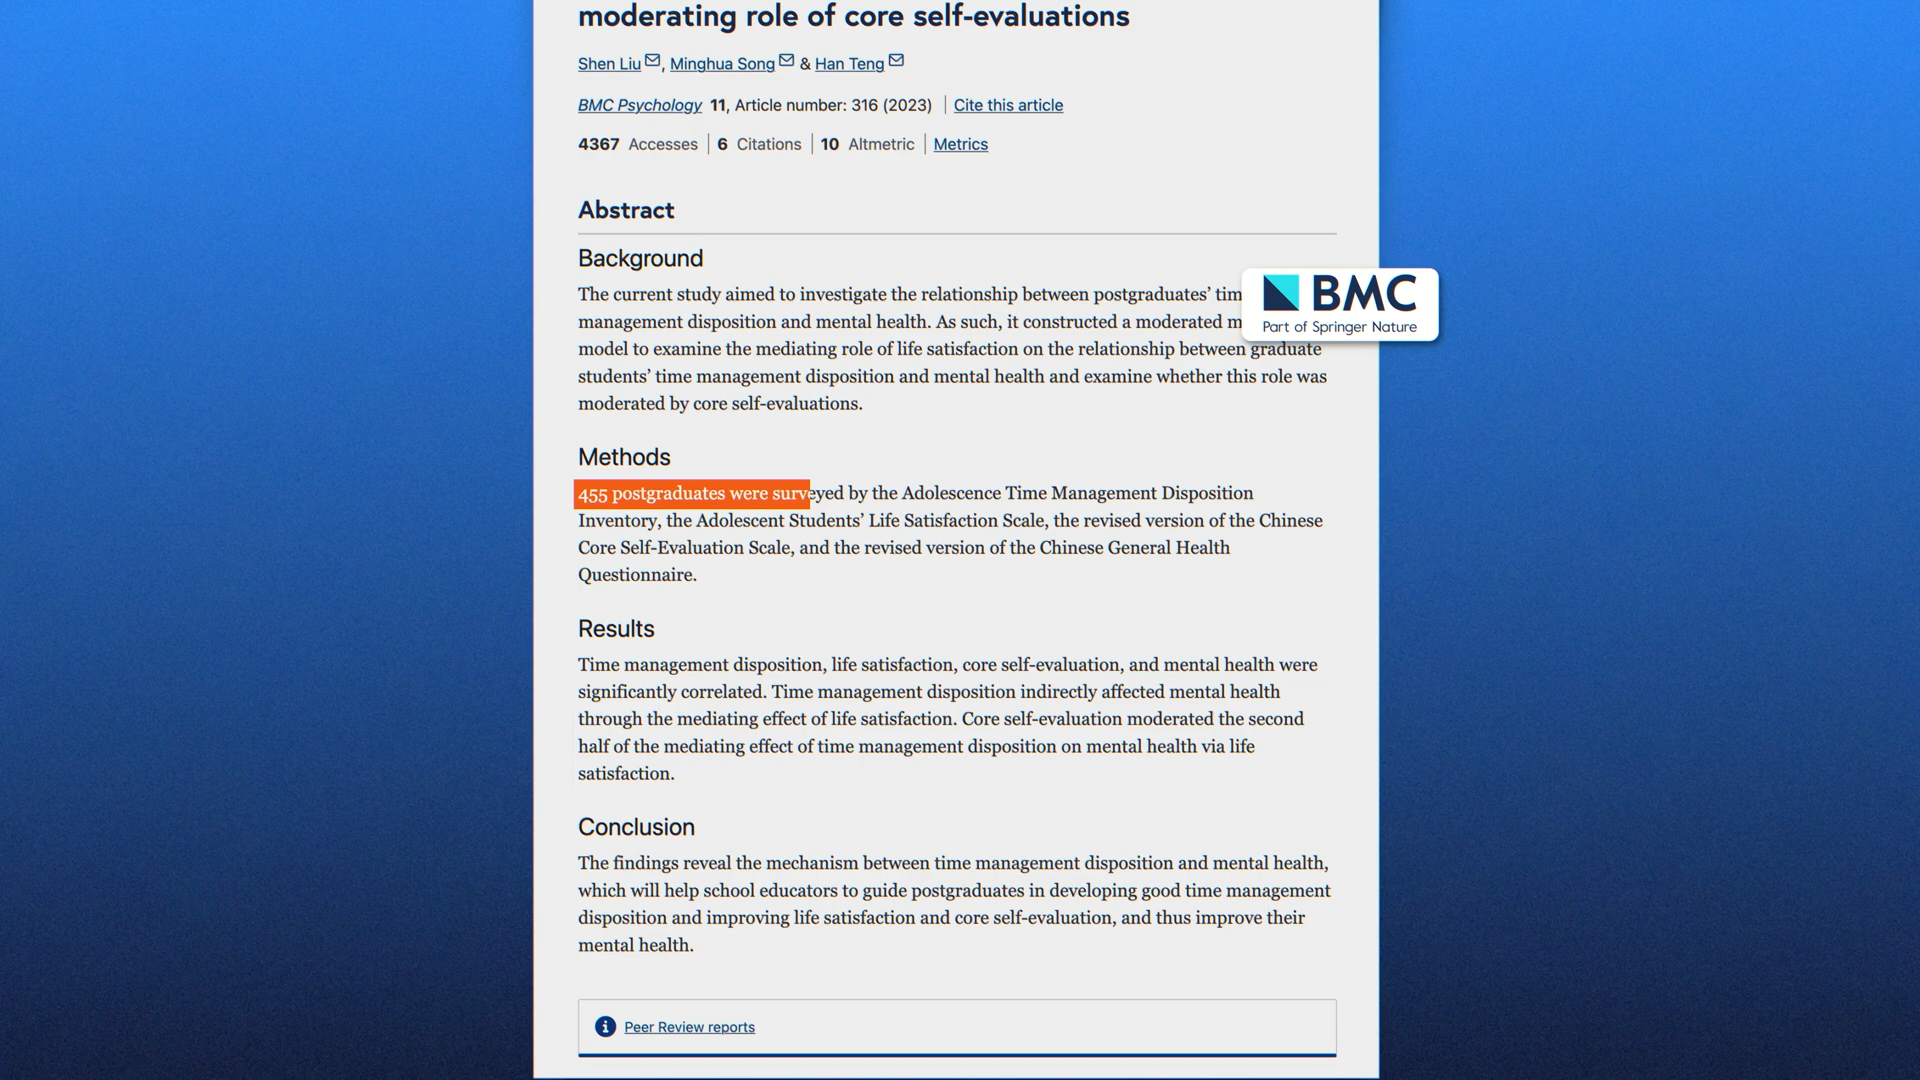 moderating role of core self-evaluations
Shen Liu, Minghua Song & Han Teng
BMC Psychology 11, Article number: 316 (2023) | Cite this article
4367 Accesses | 6 Citations | 10 Altmetric | Metrics
Abstract
Background
The current study aimed to investigate the relationship between postgraduates’ tim
management disposition and mental health. As such, it constructed a moderated m
model to examine the mediating role of life satisfaction on the relationship between graduate
students’ time management disposition and mental health and examine whether this role was
moderated by core self-evaluations.
BMC
Part of Springer Nature
Methods
455 postgraduates were surveyed by the Adolescence Time Management Disposition
Inventory, the Adolescent Students’ Life Satisfaction Scale, the revised version of the Chinese
Core Self-Evaluation Scale, and the revised version of the Chinese General Health
Questionnaire.
Results
Time management disposition, life satisfaction, core self-evaluation, and mental health were
significantly correlated. Time management disposition indirectly affected mental health
through the mediating effect of life satisfaction. Core self-evaluation moderated the second
half of the mediating effect of time management disposition on mental health via life
satisfaction.
Conclusion
The findings reveal the mechanism between time management disposition and mental health,
which will help school educators to guide postgraduates in developing good time management
disposition and improving life satisfaction and core self-evaluation, and thus improve their
mental health.
Peer Review reports